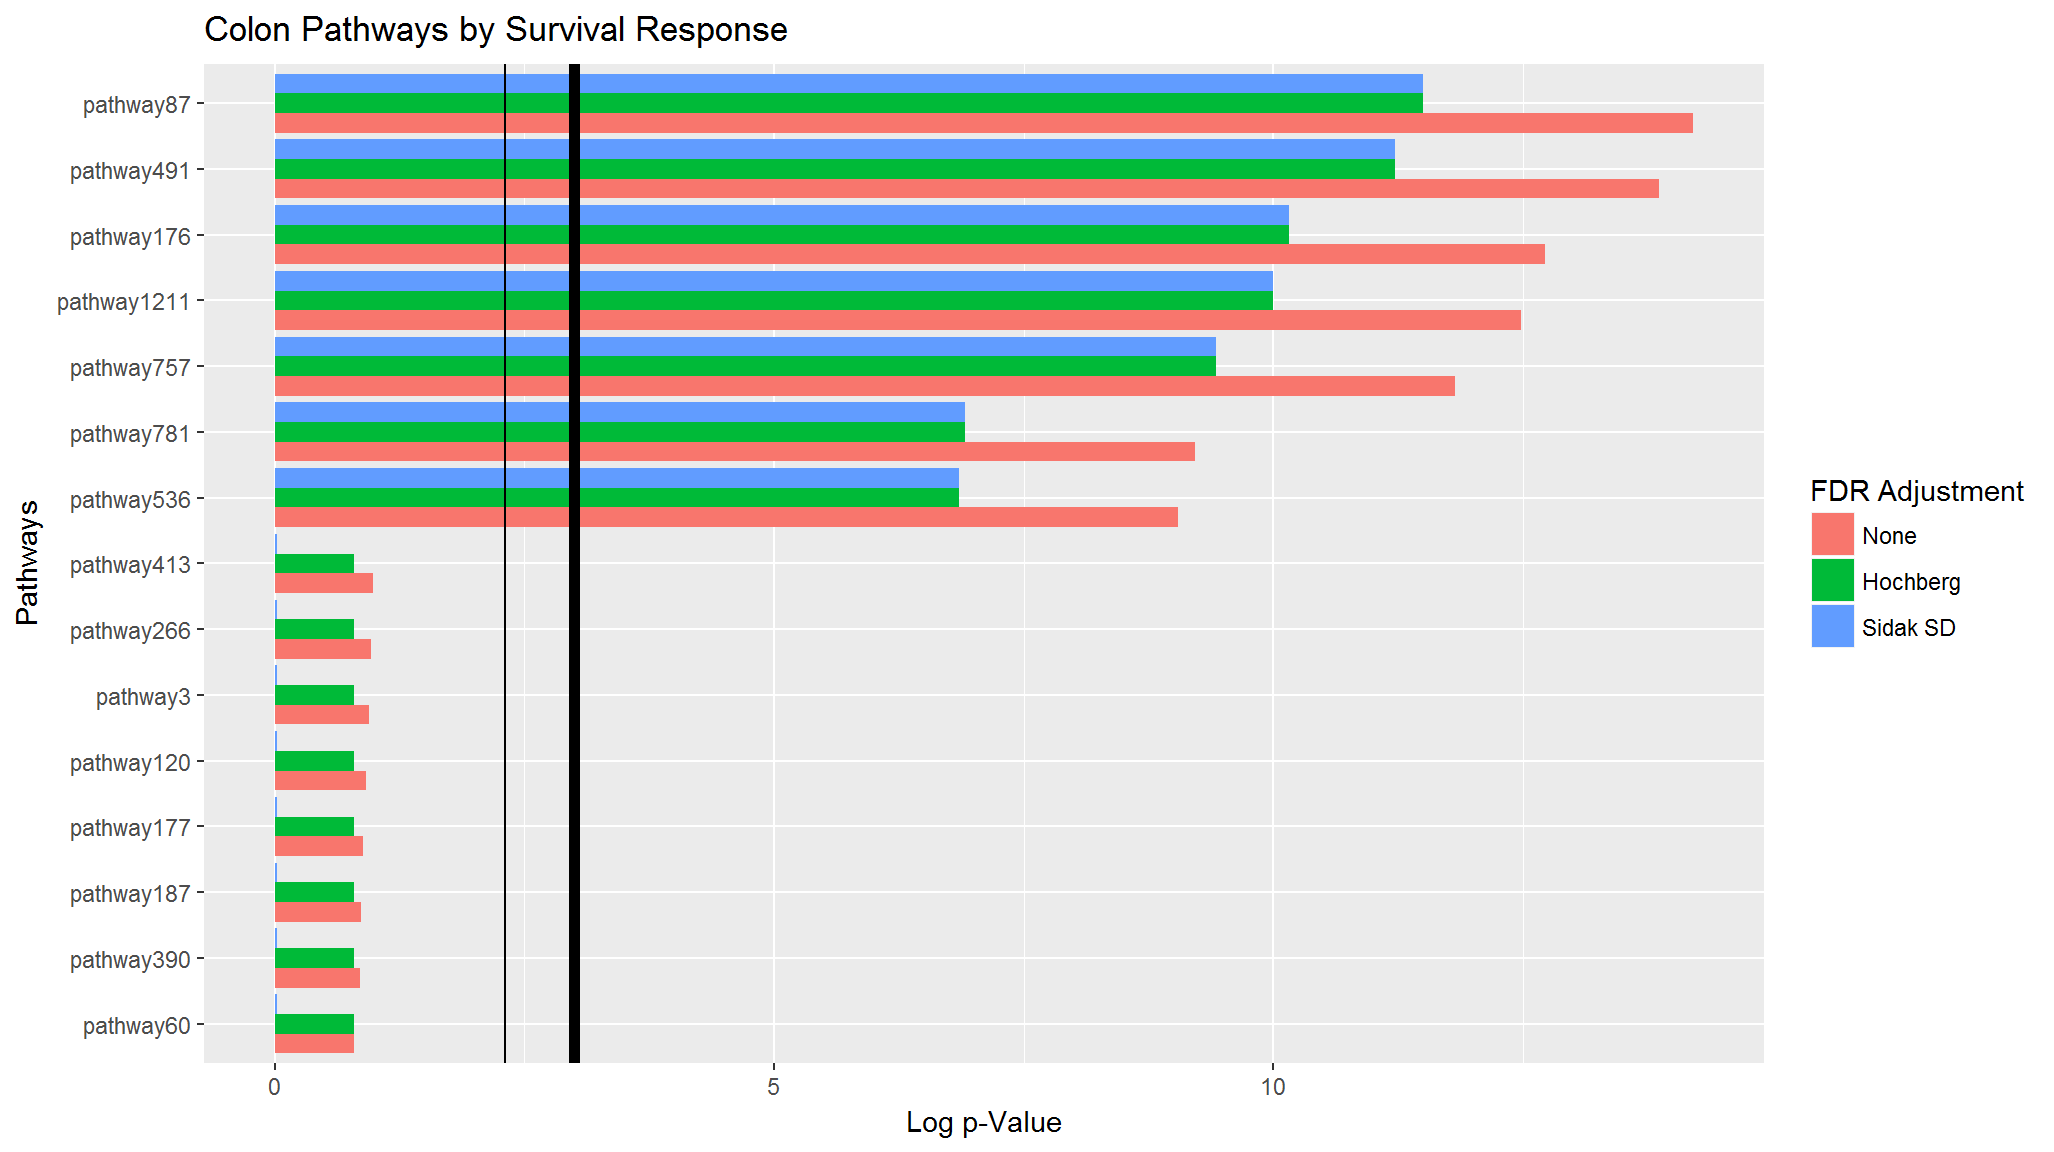 Colon Pathways by Survival Response
pathway87
pathway491
pathway176
pathway1211
pathway757
pathway781
pathway536
pathway413
pathway266
pathway3
pathway120
pathway177
pathway187
pathway390
pathway60
Pathways
0 5 10
Log p-Value
FDR Adjustment
None
Hochberg
Sidak SD